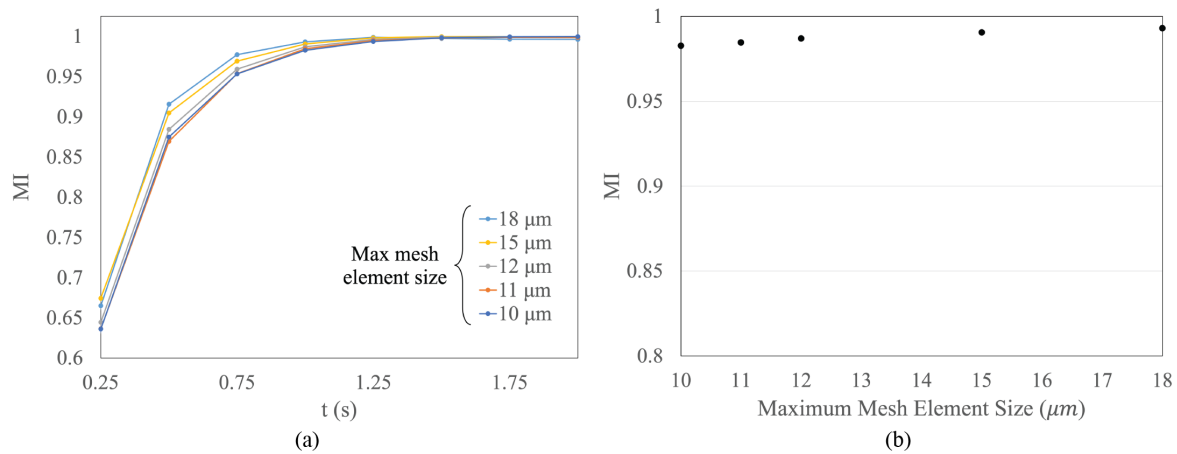 1
0.95
0.9
0.85
0.8
0.75
0.7
0.65
0.6
MI
0.25
0.75
1.25
1.75
t (s)
Max mesh
element size
18 μm
15 μm
12 μm
11 μm
10 μm
(a)
1
0.95
0.9
0.85
0.8
MI
10
11
12
13
14
15
16
17
18
Maximum Mesh Element Size (μm)
(b)